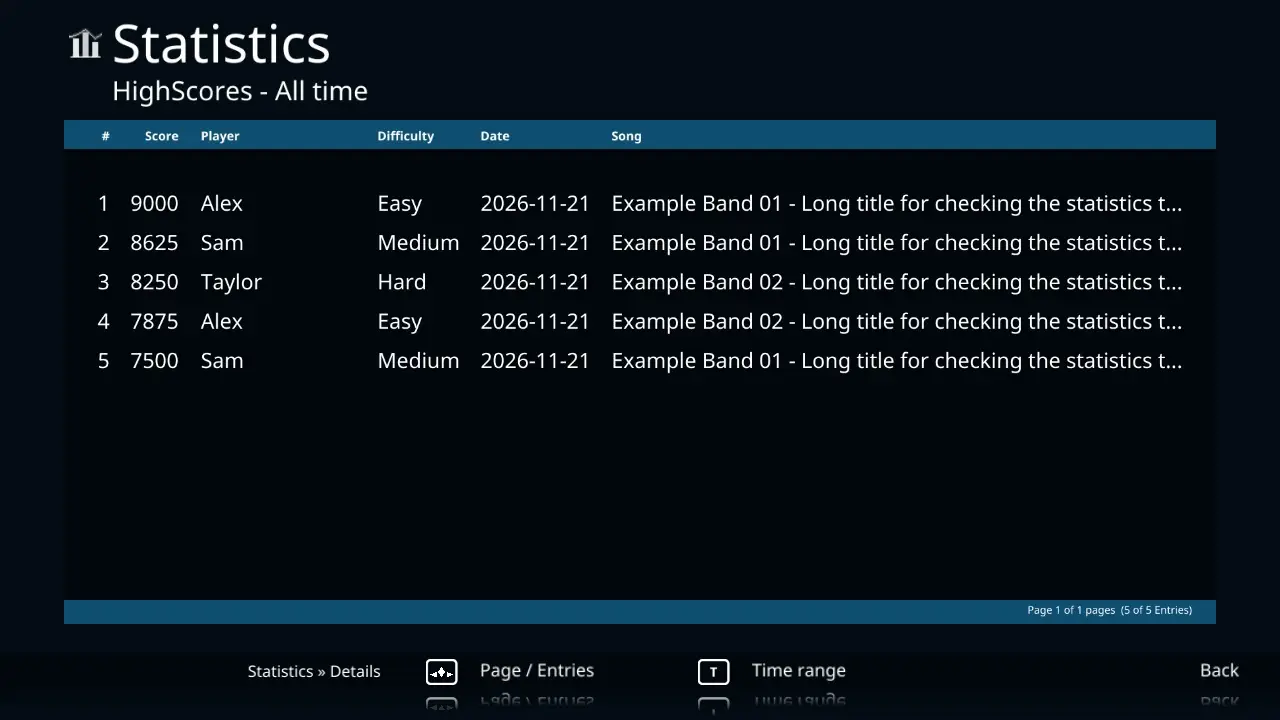 Statistics
HighScores - All time
# Score Player Difficulty Date Song
1 9000 Alex Easy 2026-11-21 Example Band 01 - Long title for checking the statistics t...
2 8625 Sam Medium 2026-11-21 Example Band 01 - Long title for checking the statistics t...
3 8250 Taylor Hard 2026-11-21 Example Band 02 - Long title for checking the statistics t...
4 7875 Alex Easy 2026-11-21 Example Band 02 - Long title for checking the statistics t...
5 7500 Sam Medium 2026-11-21 Example Band 01 - Long title for checking the statistics t...
Page 1 of 1 pages (5 of 5 Entries)
Statistics » Details Page / Entries T Time range Back